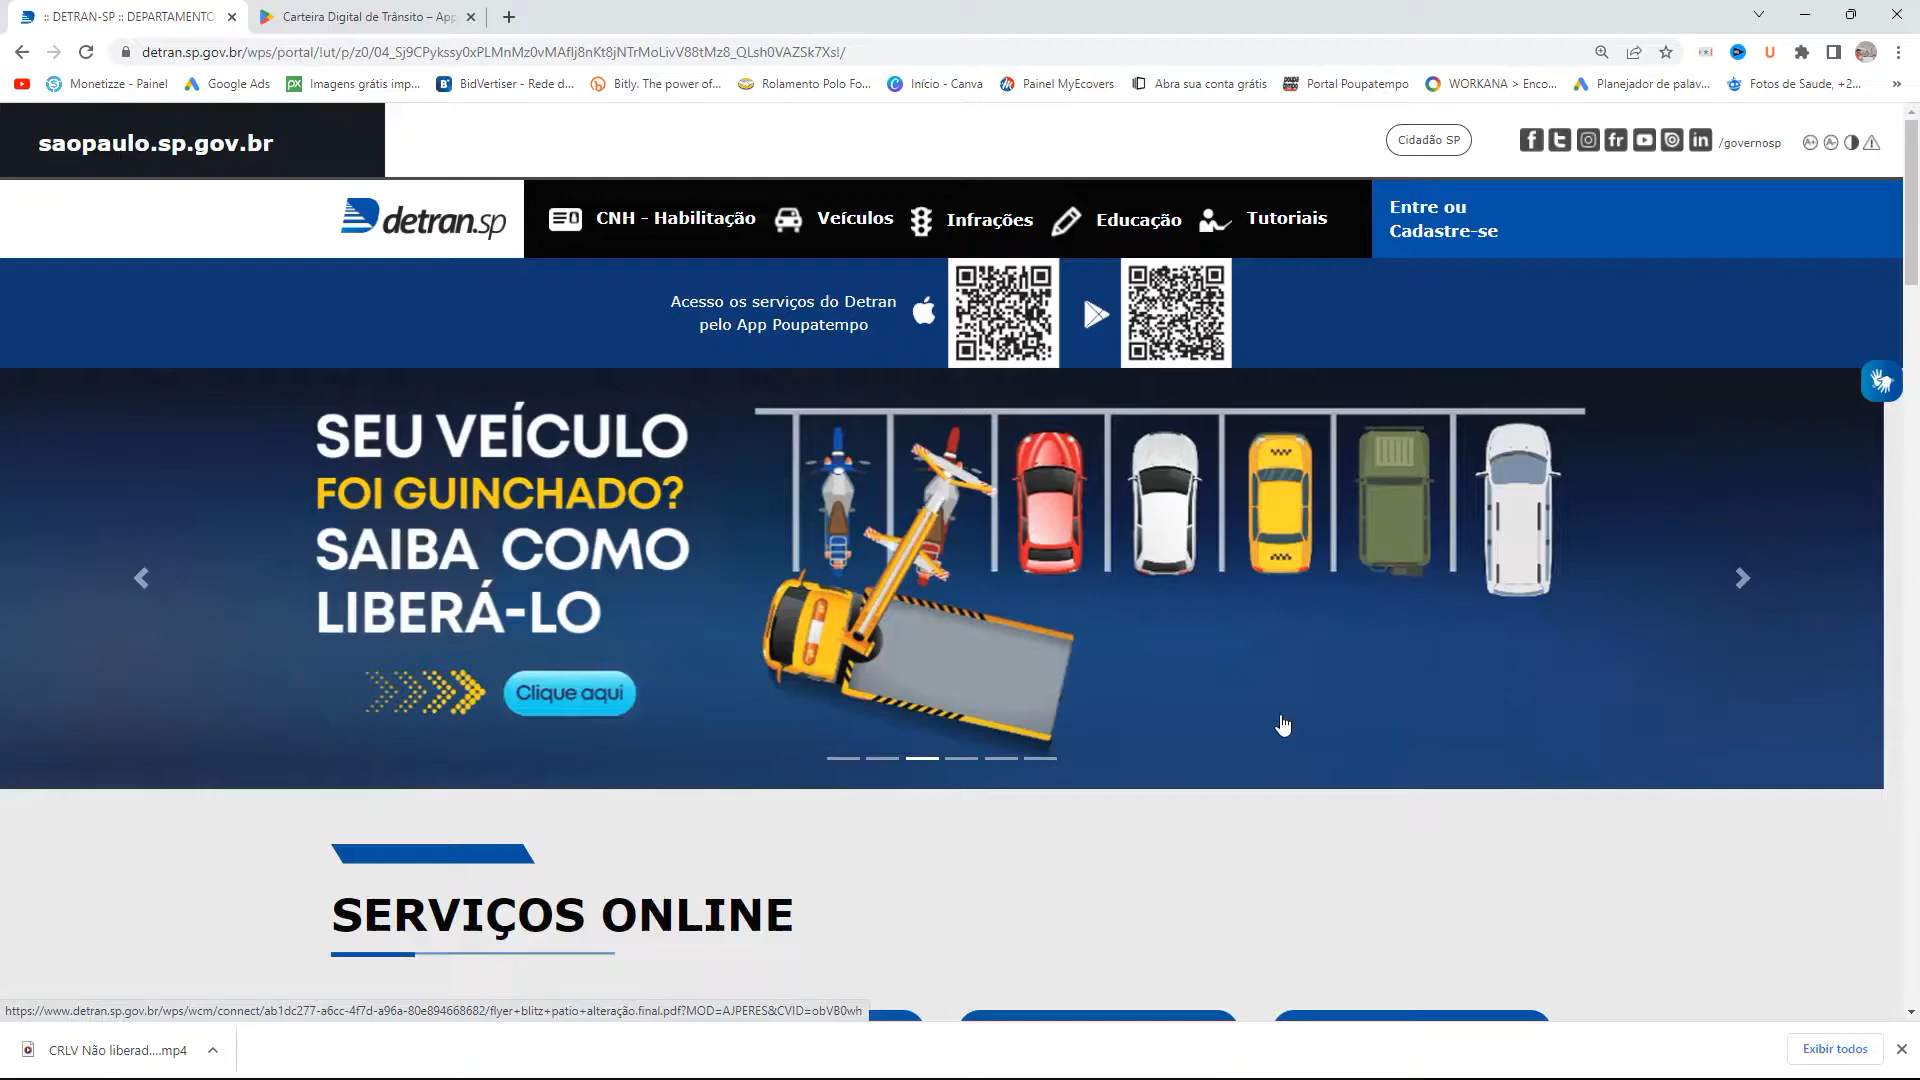 :: DETRAN-SP :: DEPARTAMENTO
Carteira Digital de Trânsito – App
detran.sp.gov.br/wps/portal/!ut/p/z0/04_Sj9CPykssy0xPLMnMz0vMAfIj8nKt8jNTrMoLivV88tMz8_QLsh0VAZSk7Xs!/
Monetizze - Painel
Google Ads
Imagens grátis imp...
BidVertiser - Rede d...
Bitly. The power of...
Rolamento Polo Fo...
Início - Canva
Painel MyEcovers
Abra sua conta grátis
Portal Poupatempo
WORKANA > Enco...
Planejador de palav...
Fotos de Saude, +2...
saopaulo.sp.gov.br
Cidadão SP
/governosp
detran.sp
CNH - Habilitação
Veículos
Infrações
Educação
Tutoriais
Entre ou
Cadastre-se
Acesso os serviços do Detran
pelo App Poupatempo
SEU VEÍCULO
FOI GUINCHADO?
SAIBA COMO
LIBERÁ-LO
Clique aqui
SERVIÇOS ONLINE
https://www.detran.sp.gov.br/wps/wcm/connect/ab1dc277-a6cc-4f7d-a96a-80e894668682/flyer+blitz+patio+alteração.final.pdf?MOD=AJPERES&CVID=obVB0wh
CRLV Não liberad....mp4
Exibir todos